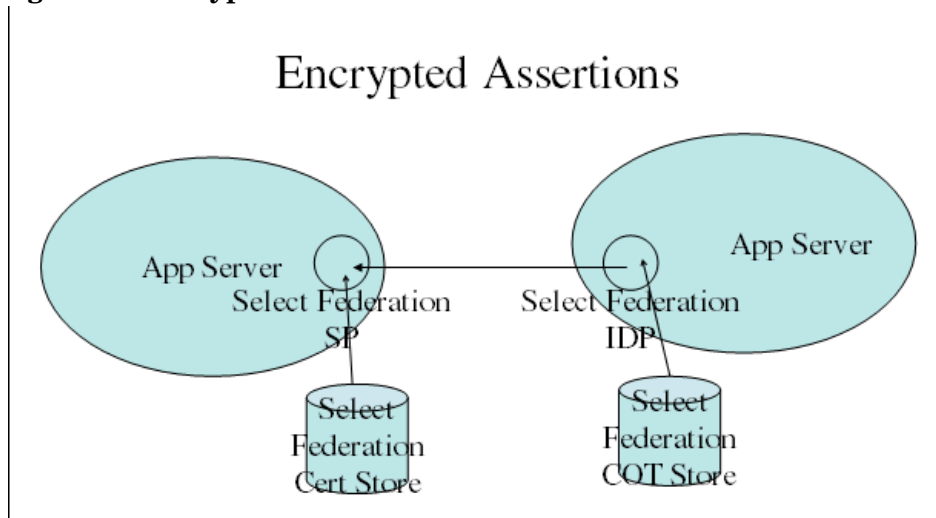 Encrypted Assertions
App Server
App Server
Select Federation
SP
Select Federation
IDP
Select
Federation
Cert Store
Select
Federation
COT Store